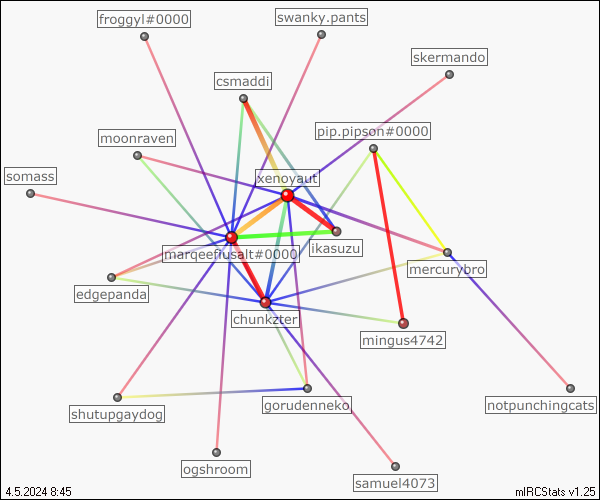 froggyl#0000
swanky.pants
skermando
csmaddi
pip.pipson#0000
moonraven
xenoyaut
somass
ikasuzu
marqeefiusalt#0000
mercurybro
edgepanda
chunkzter
mingus4742
shutupgaydog
gorudenneko
notpunchingcats
ogshroom
samuel4073
4.5.2024 8:45
mIRCStats v1.25